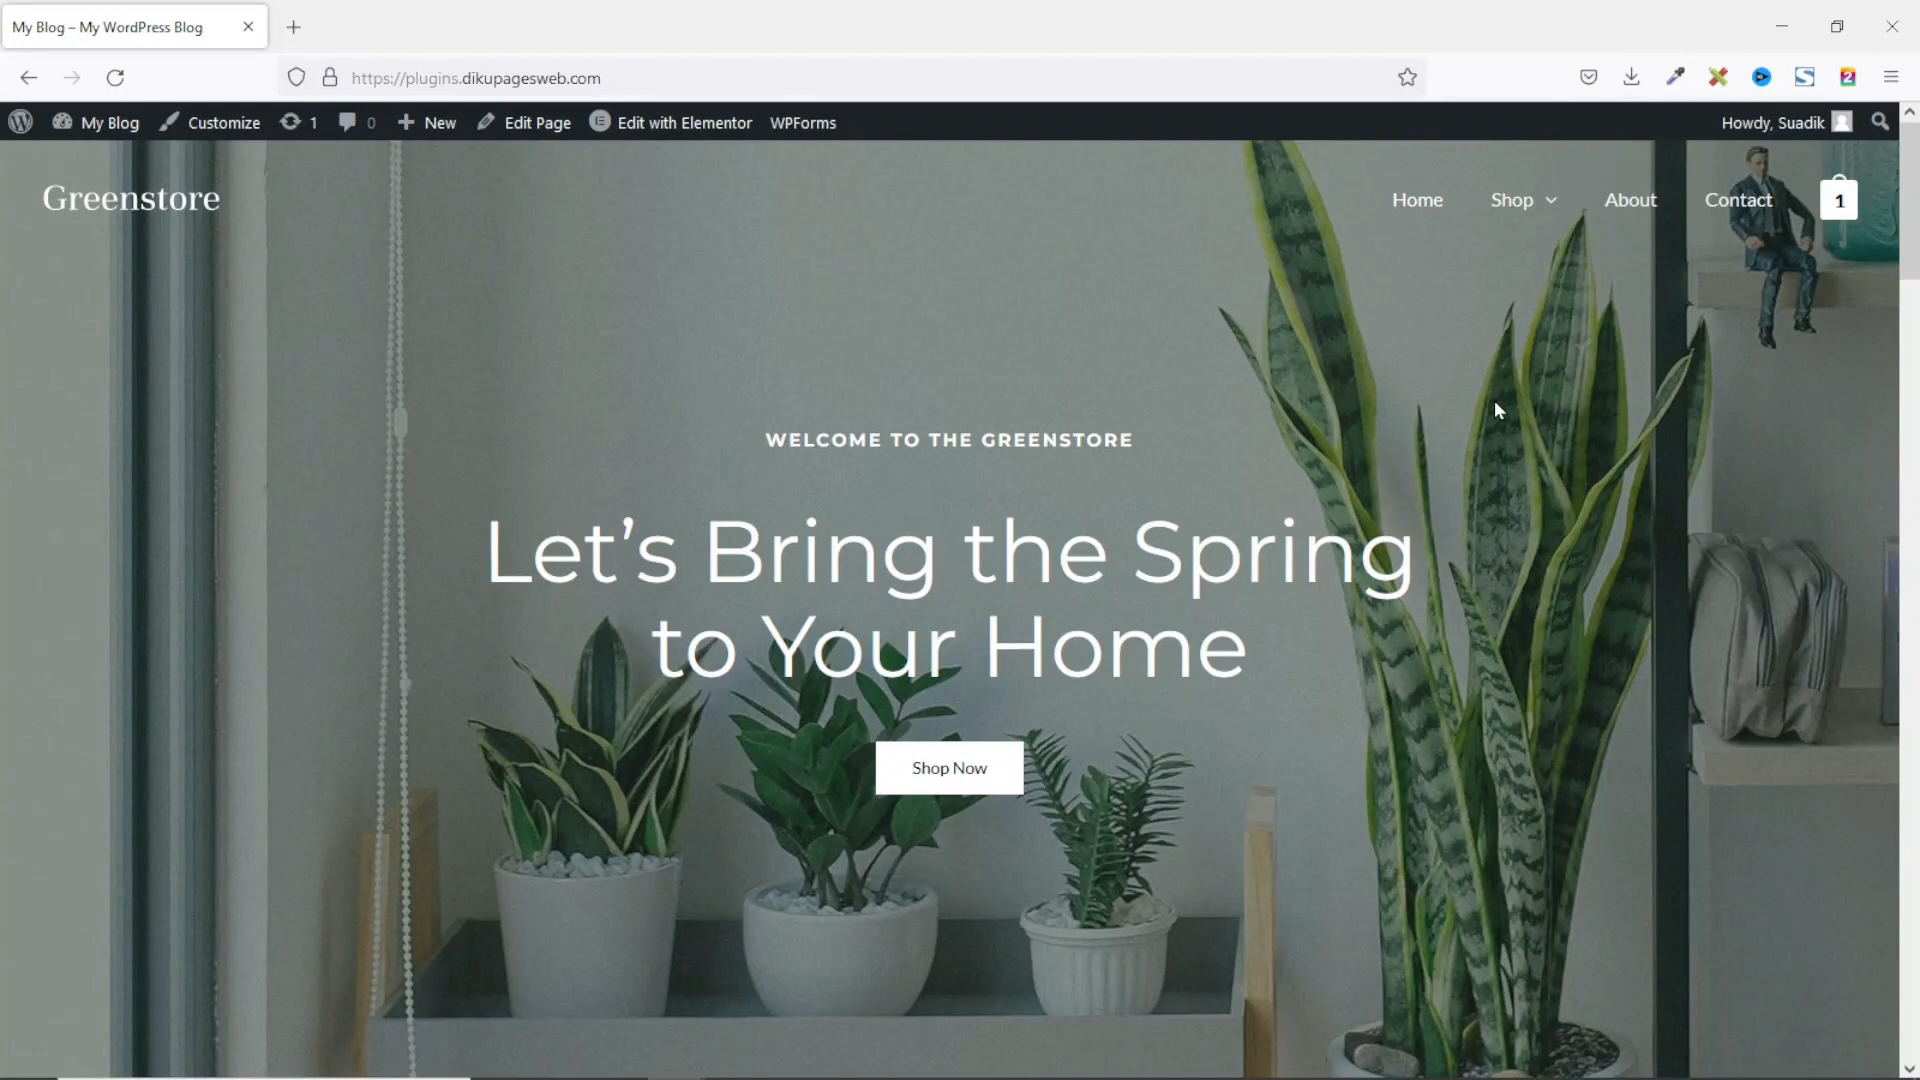 My Blog – My WordPress Blog
https://plugins.dikupagesweb.com
My Blog Customize 1 0 New Edit Page Edit with Elementor WPForms Howdy, Suadik
Greenstore Home Shop About Contact 1
WELCOME TO THE GREENSTORE
Let’s Bring the Spring
to Your Home
Shop Now